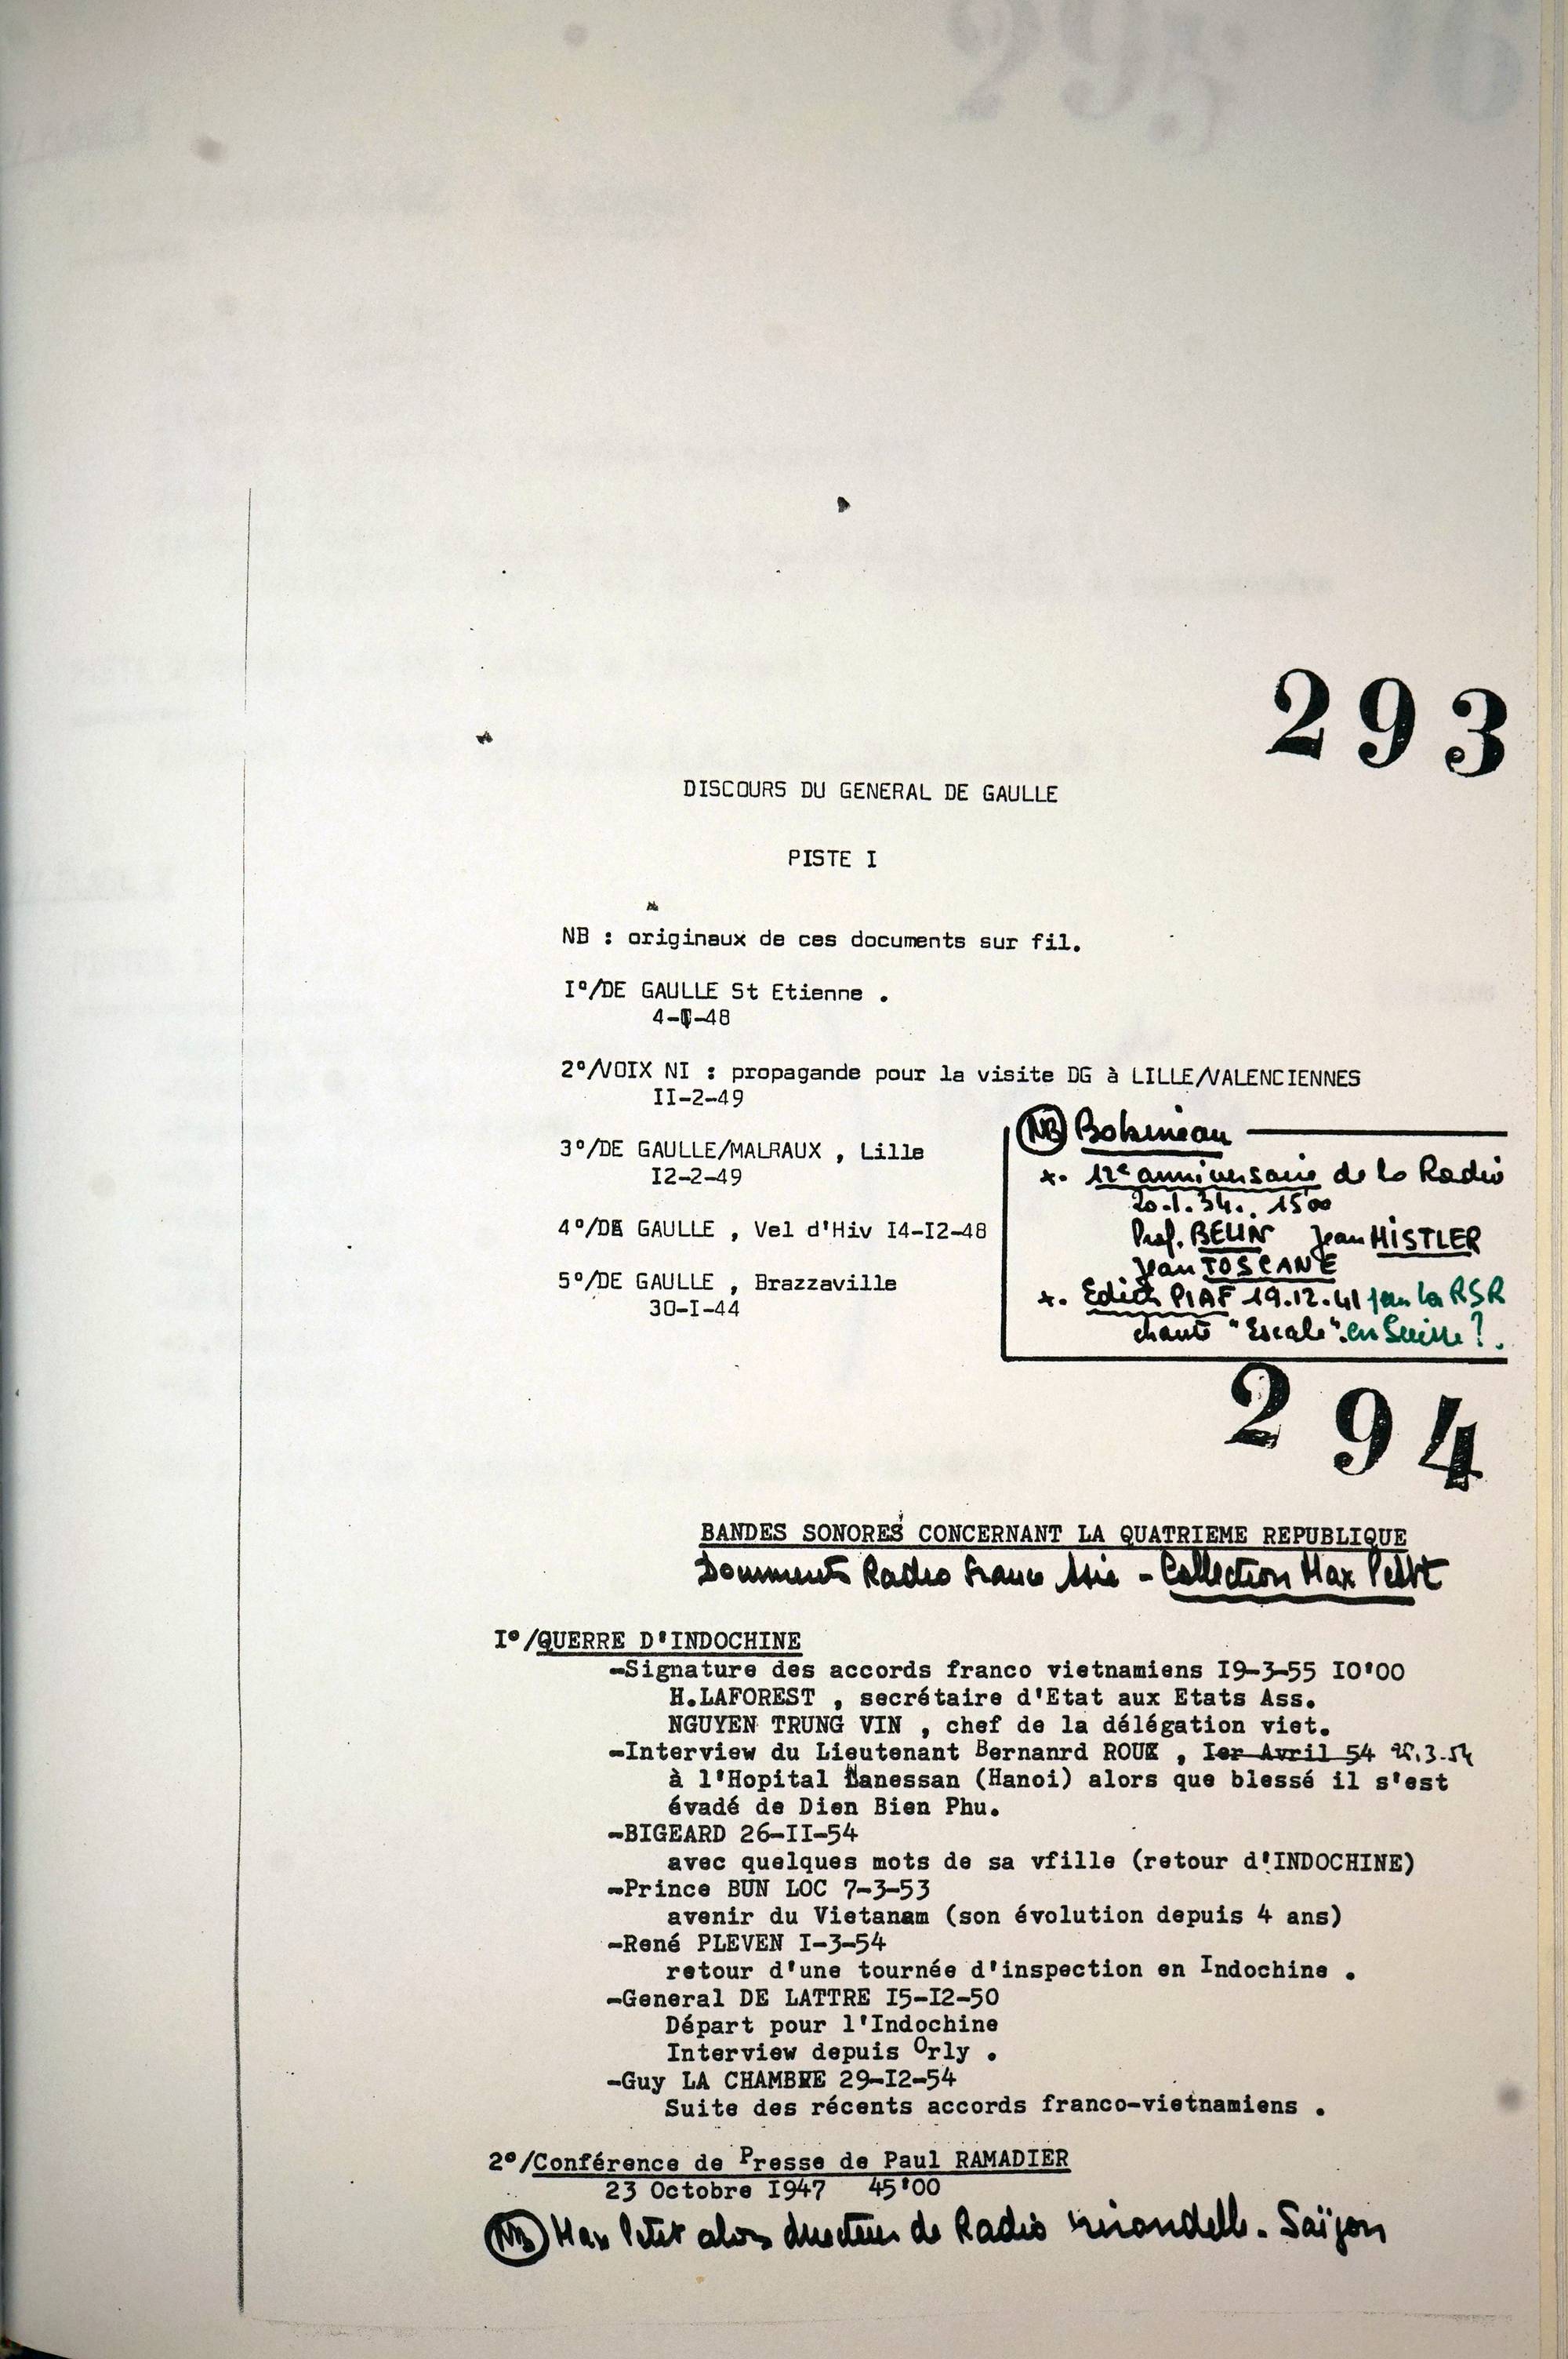 293
DISCOURS DU GENERAL DE GAULLE
PISTE I
NB : originaux de ces documents sur fil.
I°/DE GAULLE St Etienne .
4-I-48
2°/VOIX NI : propagande pour la visite DG à LILLE/VALENCIENNES
II-2-49
3°/DE GAULLE/MALRAUX , Lille
I2-2-49
4°/DE GAULLE , Vel d'Hiv I4-I2-48
5°/DE GAULLE , Brazzaville
30-I-44
NB
x. 12e anniversaire de la Radio
20.1.34.. 15'00
Prof. BELIN Jean HISTLER
Jean TOSCANE
x. Edith PIAF 19.12.41 la RSR
chante "Escale". en Suisse ?.
294
BANDES SONORES CONCERNANT LA QUATRIEME REPUBLIQUE
Documents Radio France Asie - Collection Max Petit
I°/QUERRE D'INDOCHINE
-Signature des accords franco vietnamiens I9-3-55 I0'00
H.LAFOREST , secrétaire d'Etat aux Etats Ass.
NGUYEN TRUNG VIN , chef de la délégation viet.
-Interview du Lieutenant Bernanrd ROUX , Ier Avril 54 25.3.54
à l'Hopital Lanessan (Hanoi) alors que blessé il s'est
évadé de Dien Bien Phu.
-BIGEARD 26-II-54
avec quelques mots de sa vfille (retour d'INDOCHINE)
-Prince BUN LOC 7-3-53
avenir du Vietanam (son évolution depuis 4 ans)
-René PLEVEN I-3-54
retour d'une tournée d'inspection en Indochine .
-General DE LATTRE I5-I2-50
Départ pour l'Indochine
Interview depuis Orly .
-Guy LA CHAMBRE 29-I2-54
Suite des récents accords franco-vietnamiens .
2°/Conférence de Presse de Paul RAMADIER
23 Octobre I947 45'00
NB Max Petit alors directeur de Radio Hirondelle - Saïgon